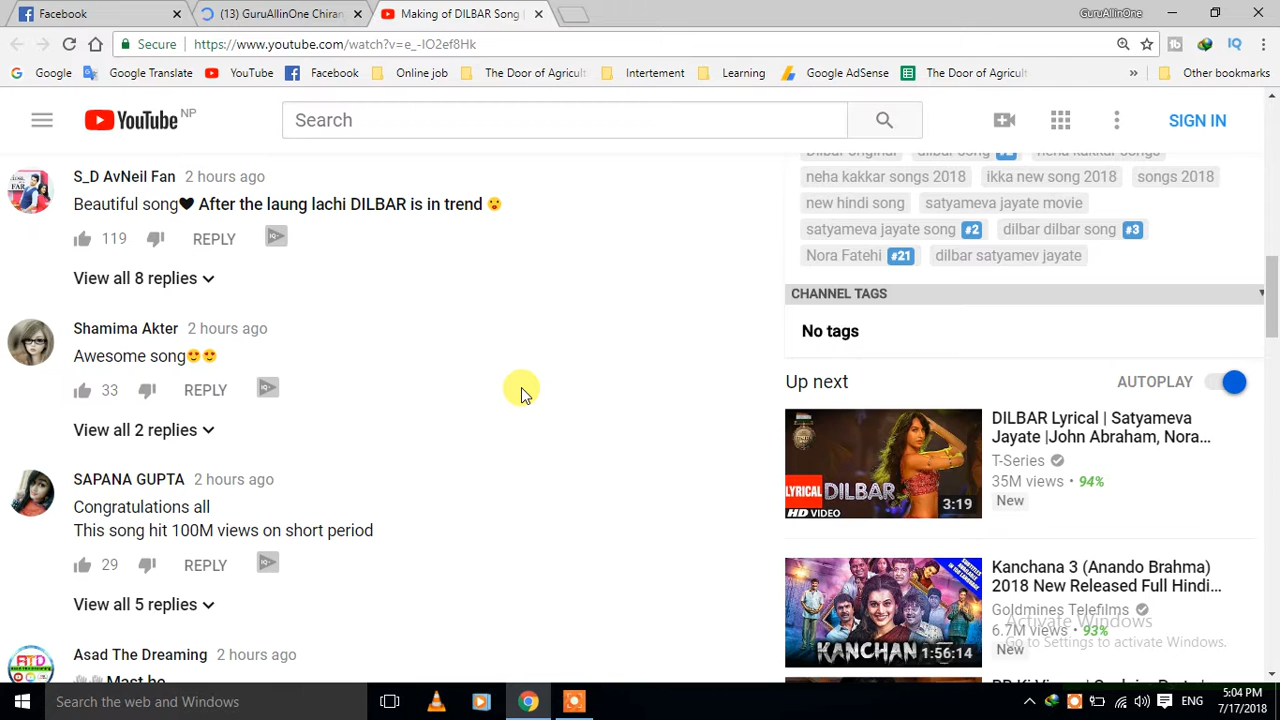 Facebook
(13) GuruAllinOne Chiran
Making of DILBAR Song |
GuruAllinOne
Secure
https://www.youtube.com/watch?v=e_-IO2ef8Hk
Google
Google Translate
YouTube
Facebook
Online job
The Door of Agricult
Intertement
Learning
Google AdSense
The Door of Agricult
»
Other bookmarks
YouTube NP
Search
SIGN IN
S_D AvNeil Fan 2 hours ago
Beautiful song🖤 After the laung lachi DILBAR is in trend 😮
119 REPLY
View all 8 replies
Shamima Akter 2 hours ago
Awesome song😍😍
33 REPLY
View all 2 replies
SAPANA GUPTA 2 hours ago
Congratulations all
This song hit 100M views on short period
29 REPLY
View all 5 replies
Asad The Dreaming 2 hours ago
Dilbar original dilbar song neha kakkar songs
neha kakkar songs 2018 ikka new song 2018 songs 2018
new hindi song satyameva jayate movie
satyameva jayate song #2 dilbar dilbar song #3
Nora Fatehi #21 dilbar satyamev jayate
CHANNEL TAGS
No tags
Up next AUTOPLAY
LYRICAL DILBAR
HD VIDEO 3:19
DILBAR Lyrical | Satyameva
Jayate |John Abraham, Nora...
T-Series
35M views • 94%
New
KANCHAN 1:56:14
Kanchana 3 (Anando Brahma)
2018 New Released Full Hindi...
Goldmines Telefilms
6.7M views • 93%
New
Activate Windows
Go to Settings to activate Windows.
Search the web and Windows
ENG
5:04 PM
7/17/2018